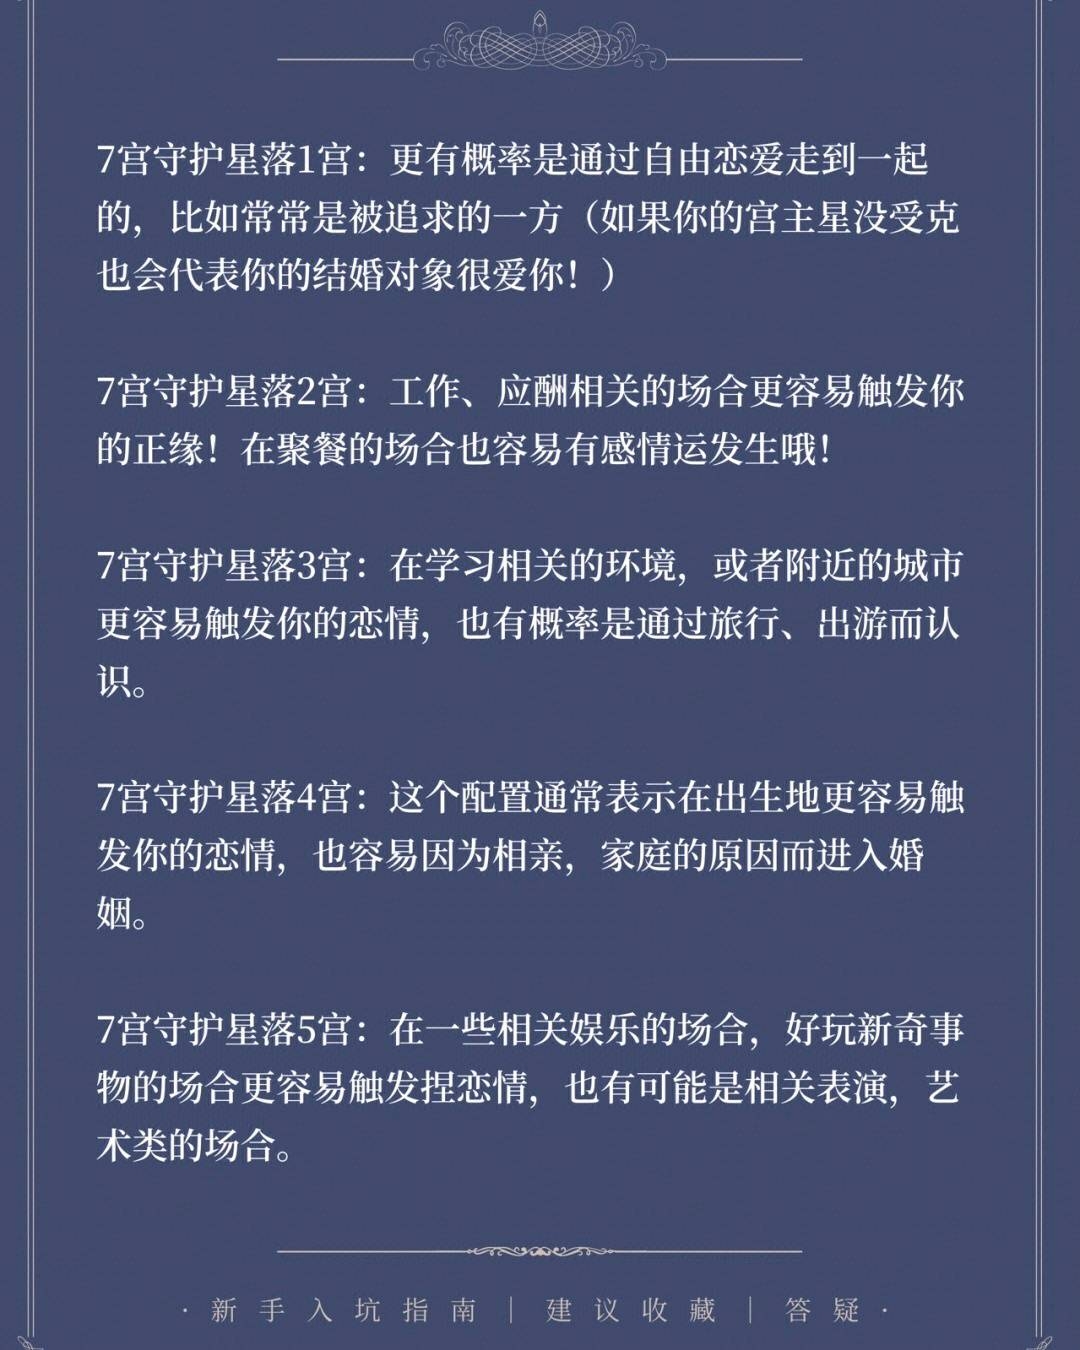 7宫守护星落1宫：更有概率是通过自由恋爱走到一起
的，比如常常是被追求的一方（如果你的宫主星没受克
也会代表你的结婚对象很爱你！）
7宫守护星落2宫：工作、应酬相关的场合更容易触发你
的正缘！在聚餐的场合也容易有感情运发生哦！
7宫守护星落3宫：在学习相关的环境，或者附近的城市
更容易触发你的恋情，也有概率是通过旅行、出游而认
识。
7宫守护星落4宫：这个配置通常表示在出生地更容易触
发你的恋情，也容易因为相亲，家庭的原因而进入婚
姻。
7宫守护星落5宫：在一些相关娱乐的场合，好玩新奇事
物的场合更容易触发捏恋情，也有可能是相关表演，艺
术类的场合。
·新手入坑指南｜建议收藏｜答疑·